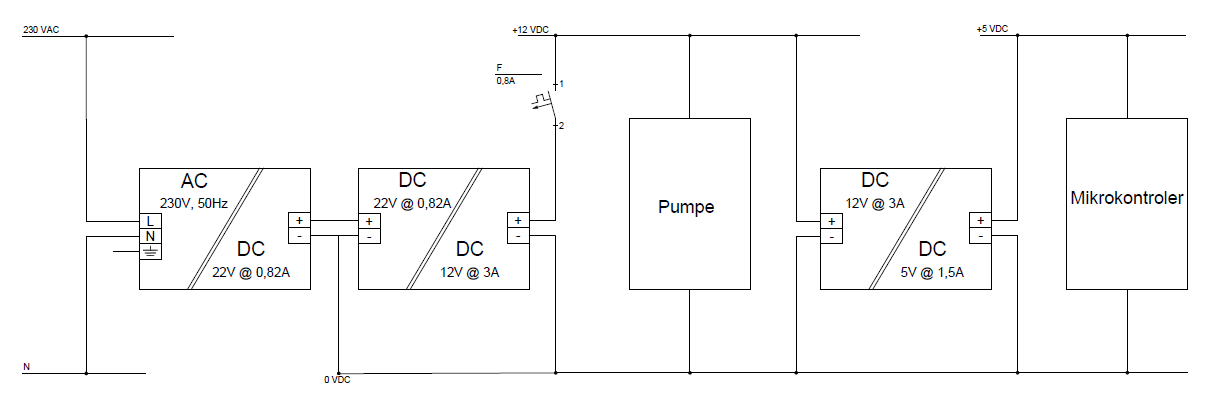 230 VAC
+12 VDC
+5 VDC
F
0,8A
1
2
AC
230V, 50Hz
L
N
DC
22V @ 0,82A
+
-
DC
22V @ 0,82A
+
-
DC
12V @ 3A
+
-
Pumpe
DC
12V @ 3A
+
-
DC
5V @ 1,5A
+
-
Mikrokontroler
N
0 VDC